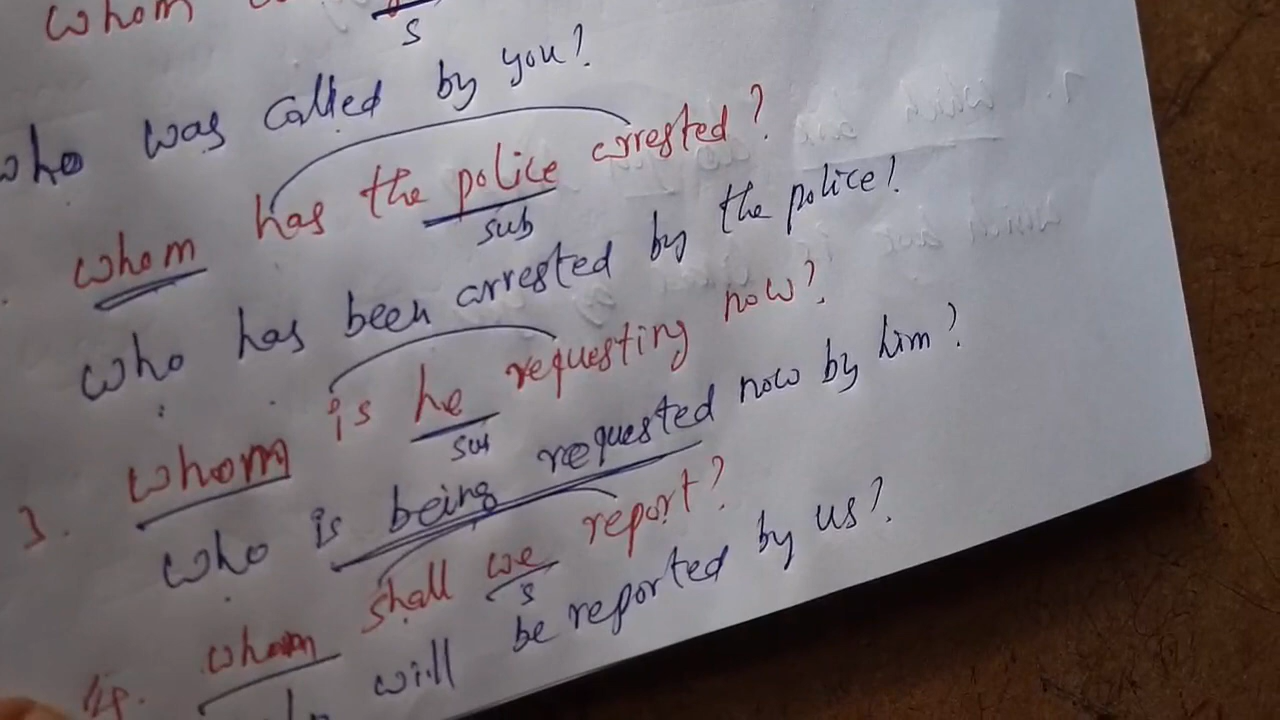 whom
s
who was called by you?
whom has the police arrested?
sub
who has been arrested by the police?
3. whom is he requesting now?
sub
who is being requested now by him?
4. whom shall we report?
s
will be reported by us?